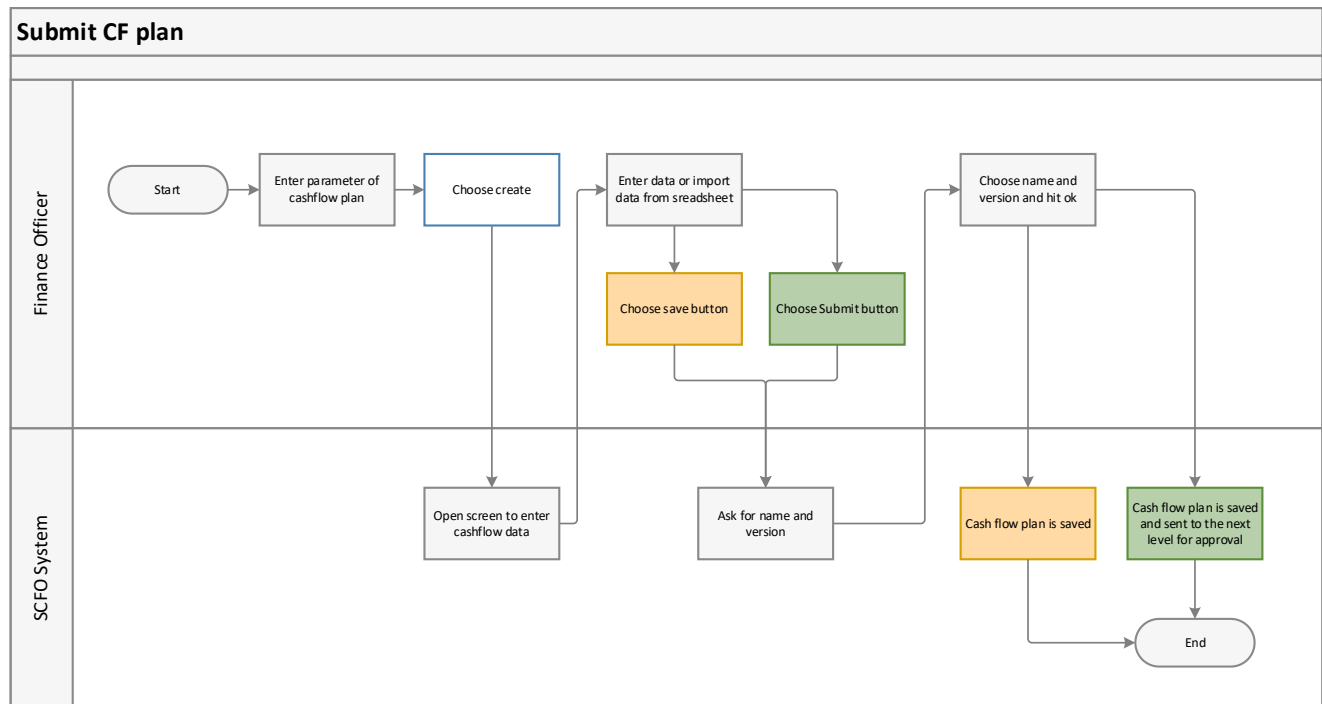 Submit CF plan
Finance Officer
Start
Enter parameter of
cashflow plan
Choose create
Enter data or import
data from sreadsheet
Choose name and
version and hit ok
Choose save button
Choose Submit button
SCFO System
Open screen to enter
cashflow data
Ask for name and
version
Cash flow plan is saved
Cash flow plan is saved
and sent to the next
level for approval
End